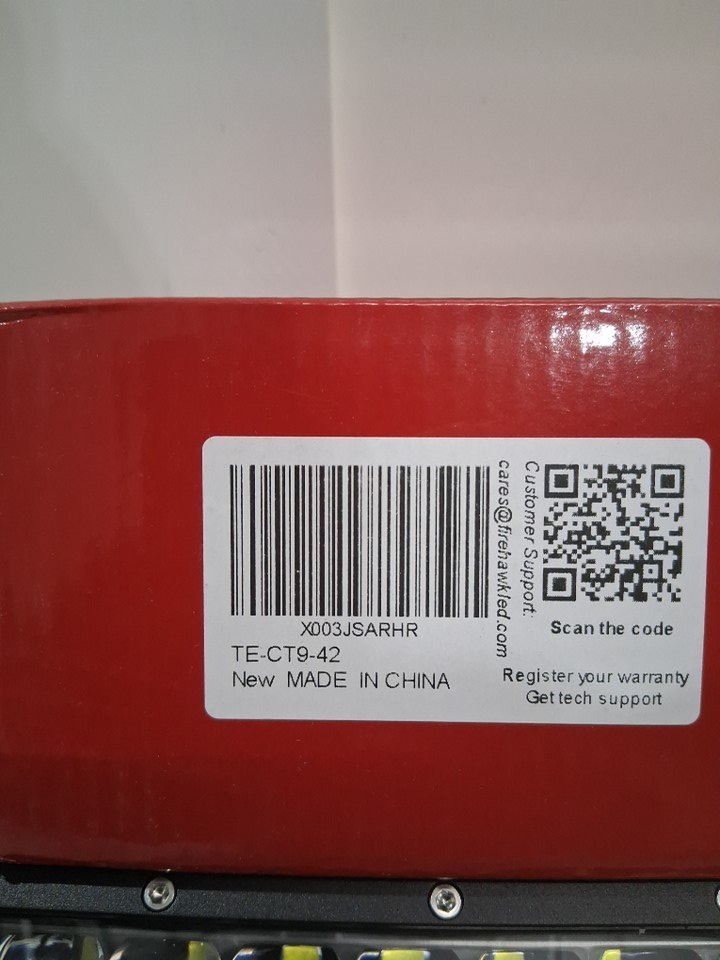 X003JSARHR
TE-CT9-42
New MADE IN CHINA
Customer Support:
cares@firehawkled.com
Scan the code
Register your warranty
Get tech support